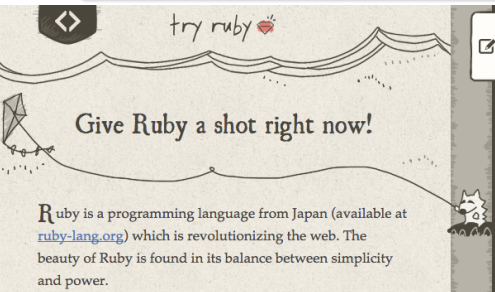 try ruby
Give Ruby a shot right now!
Ruby is a programming language from Japan (available at
ruby-lang.org) which is revolutionizing the web. The
beauty of Ruby is found in its balance between simplicity
and power.